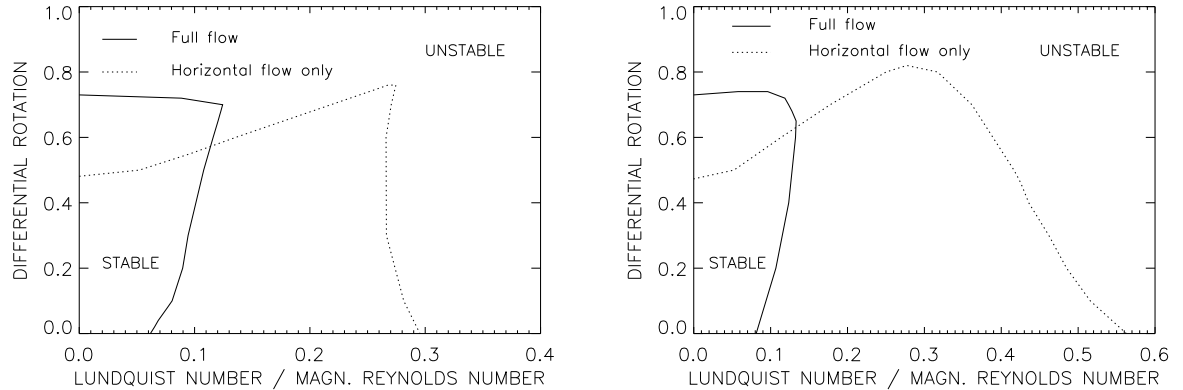 1.0
0.8
0.6
0.4
0.2
0.0
DIFFERENTIAL ROTATION
Full flow
Horizontal flow only
UNSTABLE
STABLE
0.0 0.1 0.2 0.3 0.4
LUNDQUIST NUMBER / MAGN. REYNOLDS NUMBER
1.0
0.8
0.6
0.4
0.2
0.0
DIFFERENTIAL ROTATION
Full flow
Horizontal flow only
UNSTABLE
STABLE
0.0 0.1 0.2 0.3 0.4 0.5 0.6
LUNDQUIST NUMBER / MAGN. REYNOLDS NUMBER